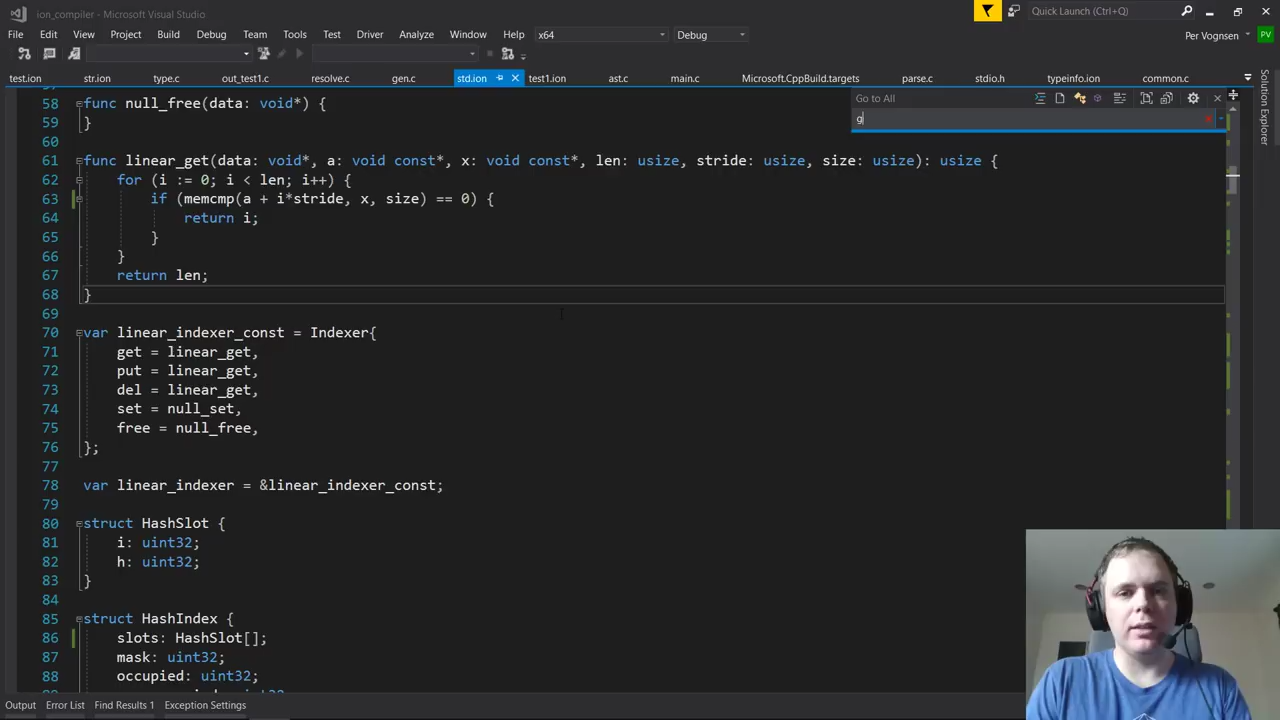 ion_compiler - Microsoft Visual Studio
Quick Launch (Ctrl+Q)
File Edit View Project Build Debug Team Tools Test Driver Analyze Window Help x64 Debug Per Vognsen PV
test.ion str.ion type.c out_test1.c resolve.c gen.c std.ion test1.ion ast.c main.c Microsoft.CppBuild.targets parse.c stdio.h typeinfo.ion common.c
Solution Explorer
Go to All
g
58 func null_free(data: void*) {
59 }
60
61 func linear_get(data: void*, a: void const*, x: void const*, len: usize, stride: usize, size: usize): usize {
62 for (i := 0; i < len; i++) {
63 if (memcmp(a + i*stride, x, size) == 0) {
64 return i;
65 }
66 }
67 return len;
68 }
69
70 var linear_indexer_const = Indexer{
71 get = linear_get,
72 put = linear_get,
73 del = linear_get,
74 set = null_set,
75 free = null_free,
76 };
77
78 var linear_indexer = &linear_indexer_const;
79
80 struct HashSlot {
81 i: uint32;
82 h: uint32;
83 }
84
85 struct HashIndex {
86 slots: HashSlot[];
87 mask: uint32;
88 occupied: uint32;
Output Error List Find Results 1 Exception Settings